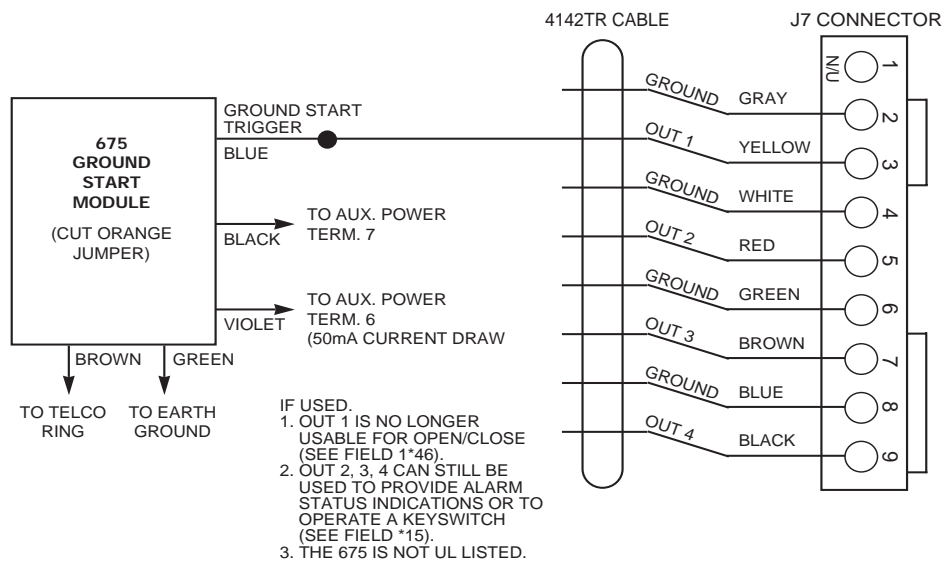 4142TR CABLE
J7 CONNECTOR
675
GROUND
START
MODULE
(CUT ORANGE
JUMPER)
GROUND START
TRIGGER
BLUE
BLACK
TO AUX. POWER
TERM. 7
VIOLET
TO AUX. POWER
TERM. 6
(50mA CURRENT DRAW
BROWN
GREEN
TO TELCO
RING
TO EARTH
GROUND
IF USED.
1. OUT 1 IS NO LONGER
USABLE FOR OPEN/CLOSE
(SEE FIELD 1*46).
2. OUT 2, 3, 4 CAN STILL BE
USED TO PROVIDE ALARM
STATUS INDICATIONS OR TO
OPERATE A KEYSWITCH
(SEE FIELD *15).
3. THE 675 IS NOT UL LISTED.
N/U 1
GROUND GRAY 2
OUT 1 YELLOW 3
GROUND WHITE 4
OUT 2 RED 5
GROUND GREEN 6
OUT 3 BROWN 7
GROUND BLUE 8
OUT 4 BLACK 9